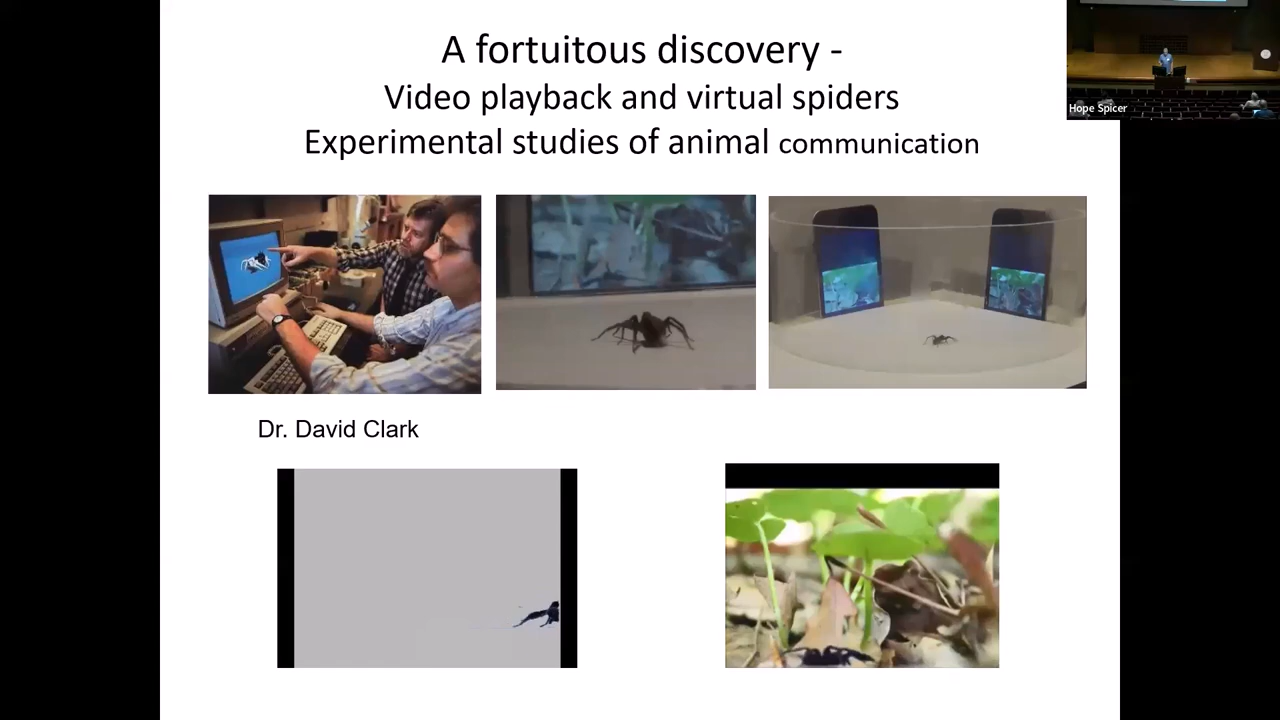 A fortuitous discovery -
Video playback and virtual spiders
Experimental studies of animal communication
Hope Spicer
Dr. David Clark